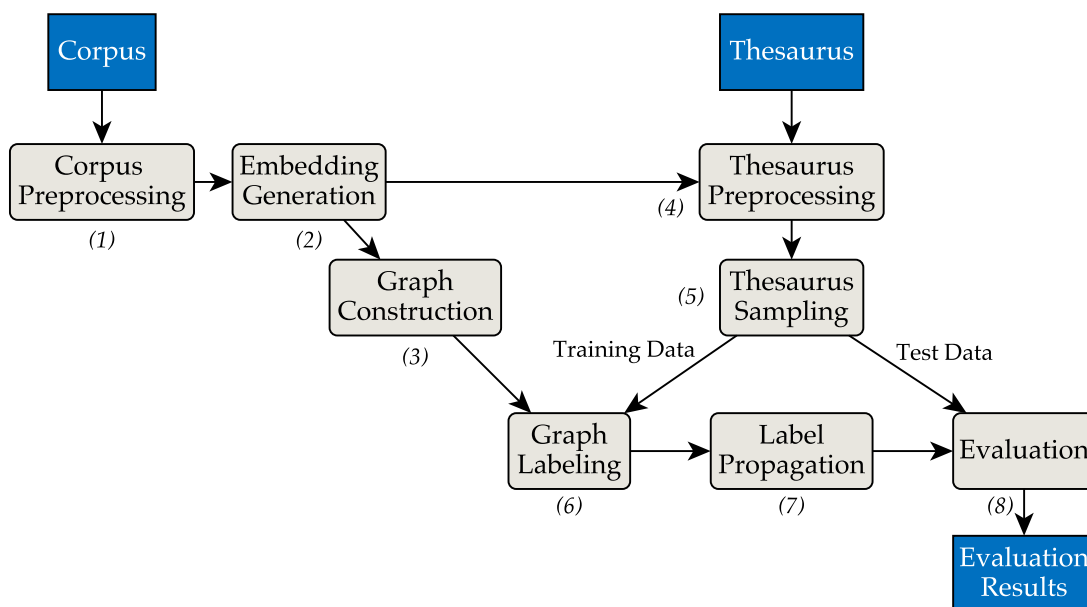 Corpus
Thesaurus
Corpus
Preprocessing
(1)
Embedding
Generation
(2)
Thesaurus
Preprocessing
(4)
Graph
Construction
(3)
Thesaurus
Sampling
(5)
Training Data
Test Data
Graph
Labeling
(6)
Label
Propagation
(7)
Evaluation
(8)
Evaluation
Results